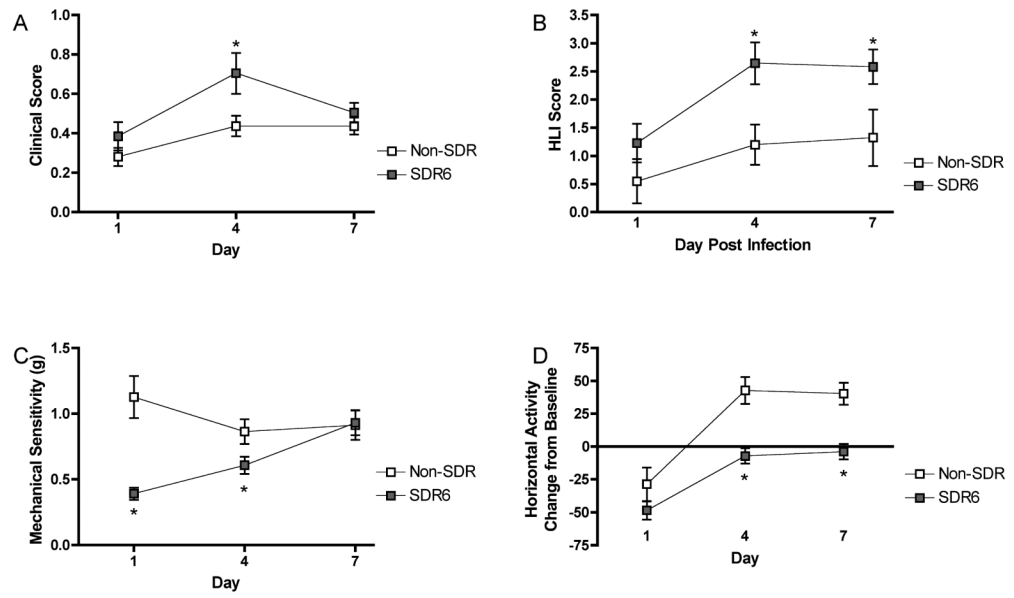 A
Clinical Score
1.0
0.8
0.6
0.4
0.2
0.0
*
1 4 7
Day
Non-SDR
SDR6
B
HLI Score
3.5
3.0
2.5
2.0
1.5
1.0
0.5
0.0
* *
1 4 7
Day Post Infection
Non-SDR
SDR6
C
Mechanical Sensitivity (g)
1.5
1.0
0.5
0.0
* *
1 4 7
Day
Non-SDR
SDR6
D
Horizontal Activity
Change from Baseline
75
50
25
0
-25
-50
-75
* *
1 4 7
Day
Non-SDR
SDR6